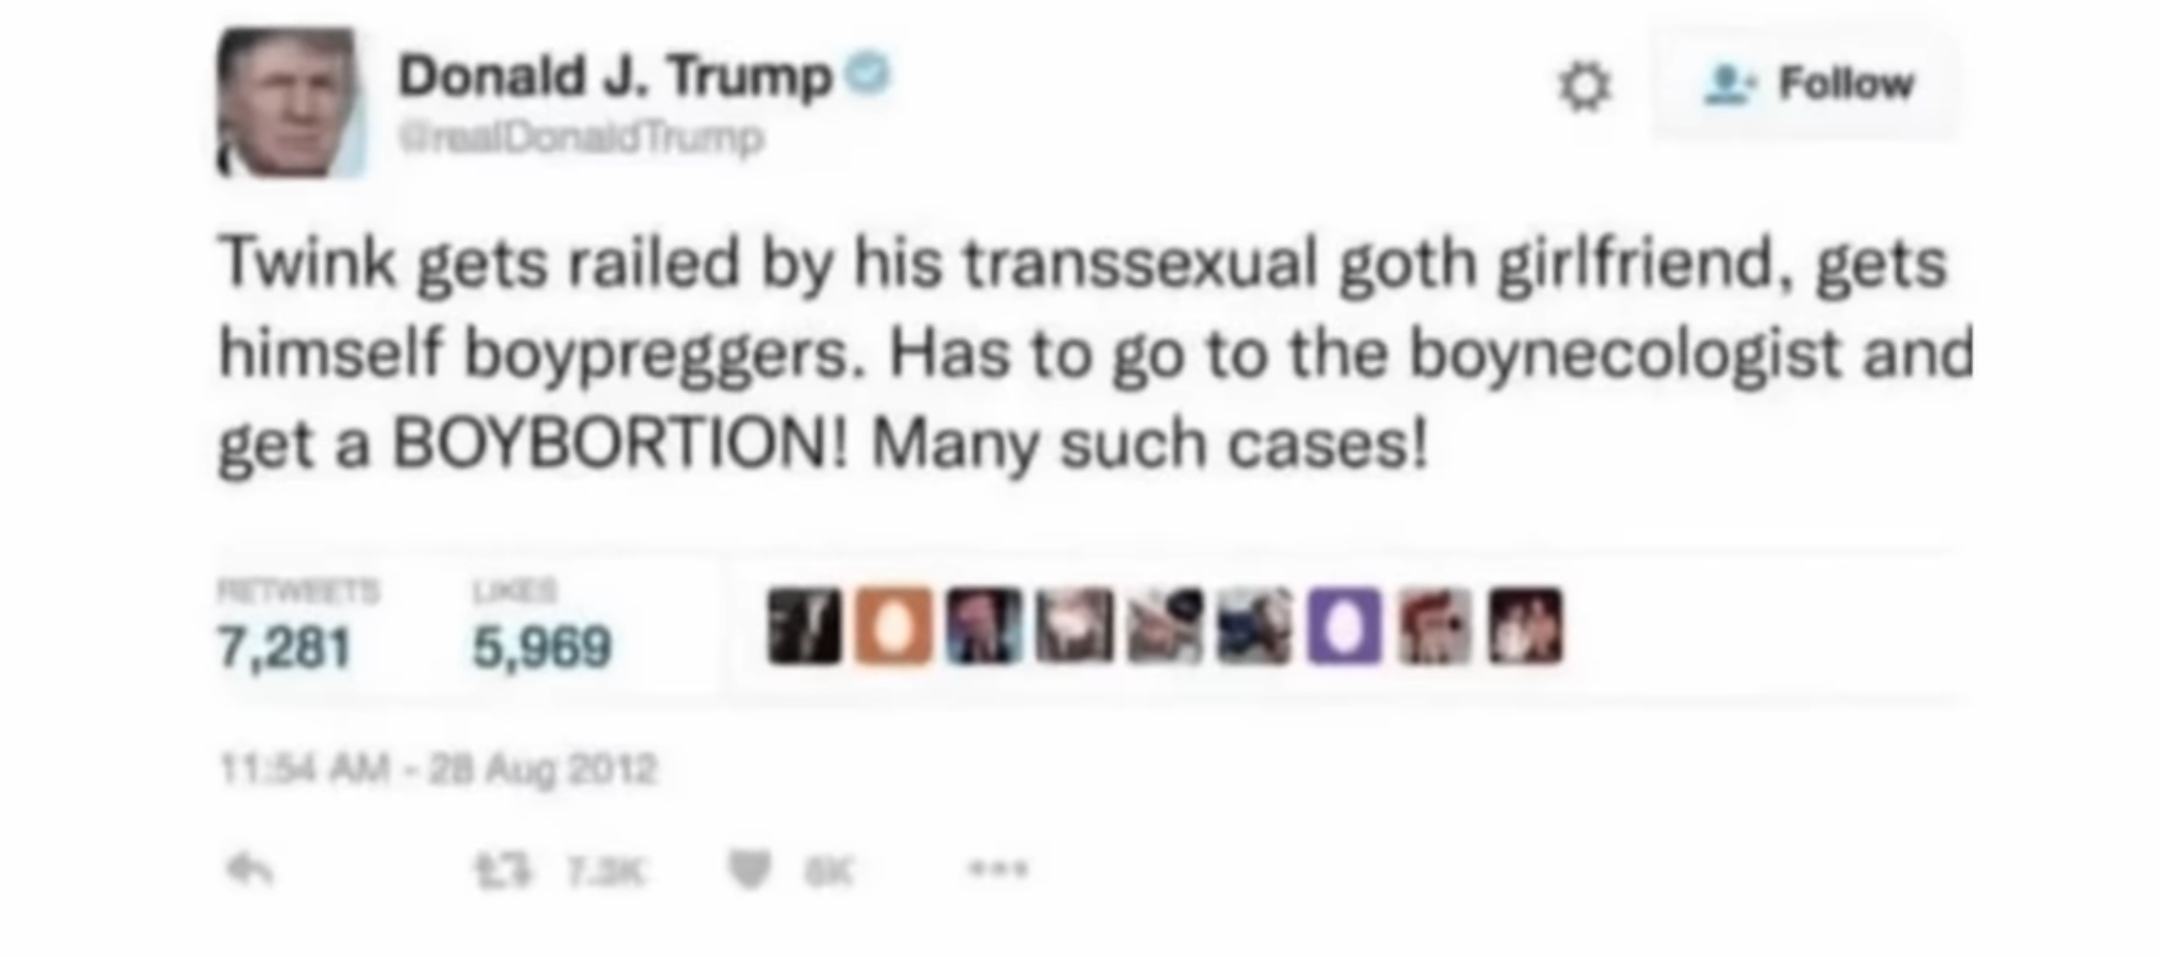 Donald J. Trump
@realDonaldTrump
Follow
Twink gets railed by his transsexual goth girlfriend, gets
himself boypreggers. Has to go to the boynecologist and
get a BOYBORTION! Many such cases!
RETWEETS LIKES
7,281 5,969
11:54 AM - 28 Aug 2012
7.3K 6K